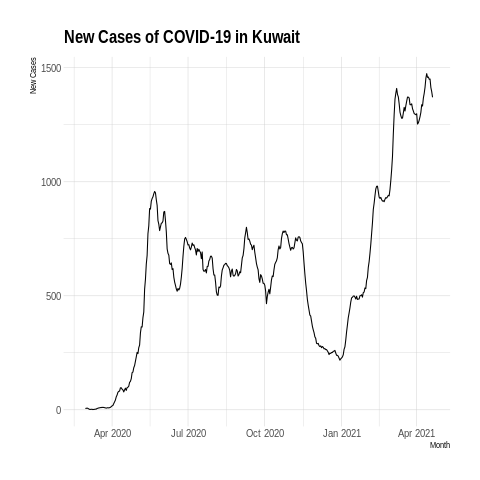 New Cases of COVID-19 in Kuwait
New Cases
1500
1000
500
0
Apr 2020 Jul 2020 Oct 2020 Jan 2021 Apr 2021
Month